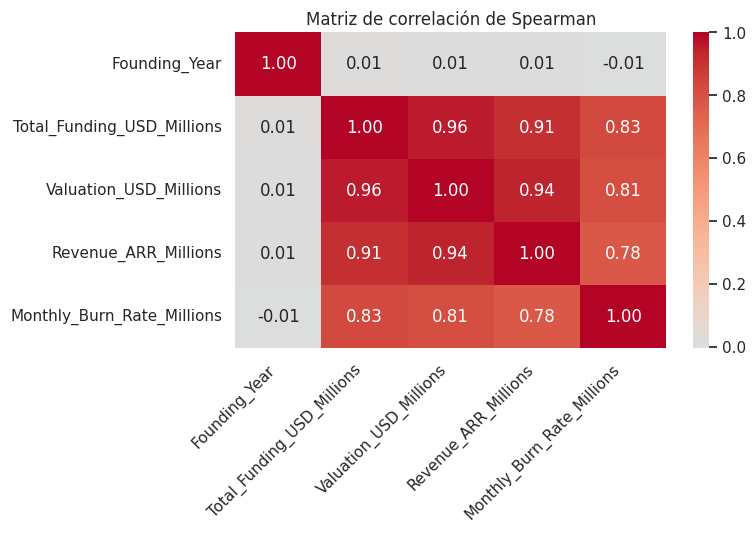 Matriz de correlación de Spearman
Founding_Year 1.00 0.01 0.01 0.01 -0.01
Total_Funding_USD_Millions 0.01 1.00 0.96 0.91 0.83
Valuation_USD_Millions 0.01 0.96 1.00 0.94 0.81
Revenue_ARR_Millions 0.01 0.91 0.94 1.00 0.78
Monthly_Burn_Rate_Millions -0.01 0.83 0.81 0.78 1.00
Founding_Year
Total_Funding_USD_Millions
Valuation_USD_Millions
Revenue_ARR_Millions
Monthly_Burn_Rate_Millions
1.0
0.8
0.6
0.4
0.2
0.0